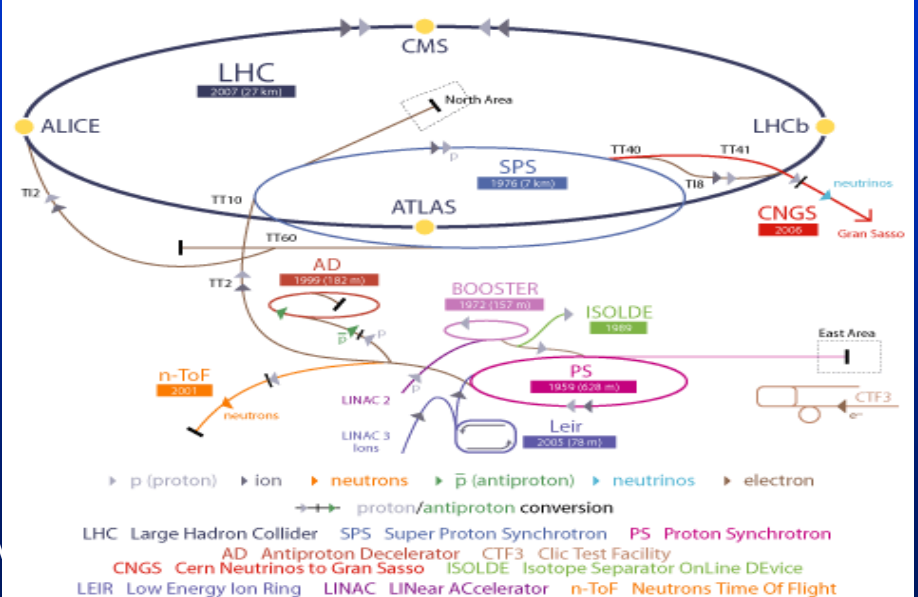 CMS
LHC
2007 (27 km)
North Area
ALICE
LHCb
p
TT40
TT41
SPS
1976 (7 km)
TI8
neutrinos
TI2
TT10
ATLAS
CNGS
2006
Gran Sasso
TT60
AD
1999 (182 m)
TT2
BOOSTER
1972 (157 m)
ISOLDE
1989
p̅
p
East Area
n-ToF
2001
PS
1959 (628 m)
p
LINAC 2
CTF3
e-
neutrons
LINAC 3
Ions
Leir
2005 (78 m)
p (proton) ion neutrons p̅ (antiproton) neutrinos electron
proton/antiproton conversion
LHC Large Hadron Collider SPS Super Proton Synchrotron PS Proton Synchrotron
AD Antiproton Decelerator CTF3 Clic Test Facility
CNGS Cern Neutrinos to Gran Sasso ISOLDE Isotope Separator OnLine DEvice
LEIR Low Energy Ion Ring LINAC LINear ACcelerator n-ToF Neutrons Time Of Flight